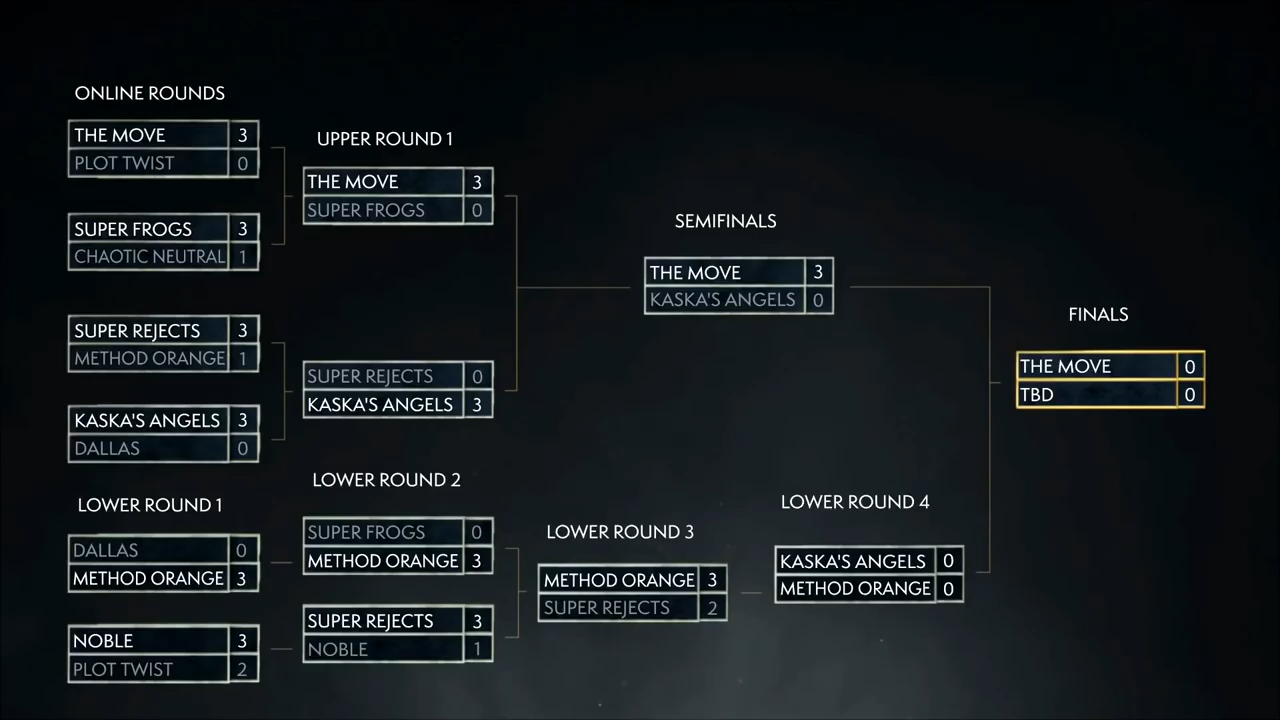 ONLINE ROUNDS
THE MOVE 3
PLOT TWIST 0
SUPER FROGS 3
CHAOTIC NEUTRAL 1
SUPER REJECTS 3
METHOD ORANGE 1
KASKA'S ANGELS 3
DALLAS 0
UPPER ROUND 1
THE MOVE 3
SUPER FROGS 0
SUPER REJECTS 0
KASKA'S ANGELS 3
SEMIFINALS
THE MOVE 3
KASKA'S ANGELS 0
FINALS
THE MOVE 0
TBD 0
LOWER ROUND 1
DALLAS 0
METHOD ORANGE 3
NOBLE 3
PLOT TWIST 2
LOWER ROUND 2
SUPER FROGS 0
METHOD ORANGE 3
SUPER REJECTS 3
NOBLE 1
LOWER ROUND 3
METHOD ORANGE 3
SUPER REJECTS 2
LOWER ROUND 4
KASKA'S ANGELS 0
METHOD ORANGE 0